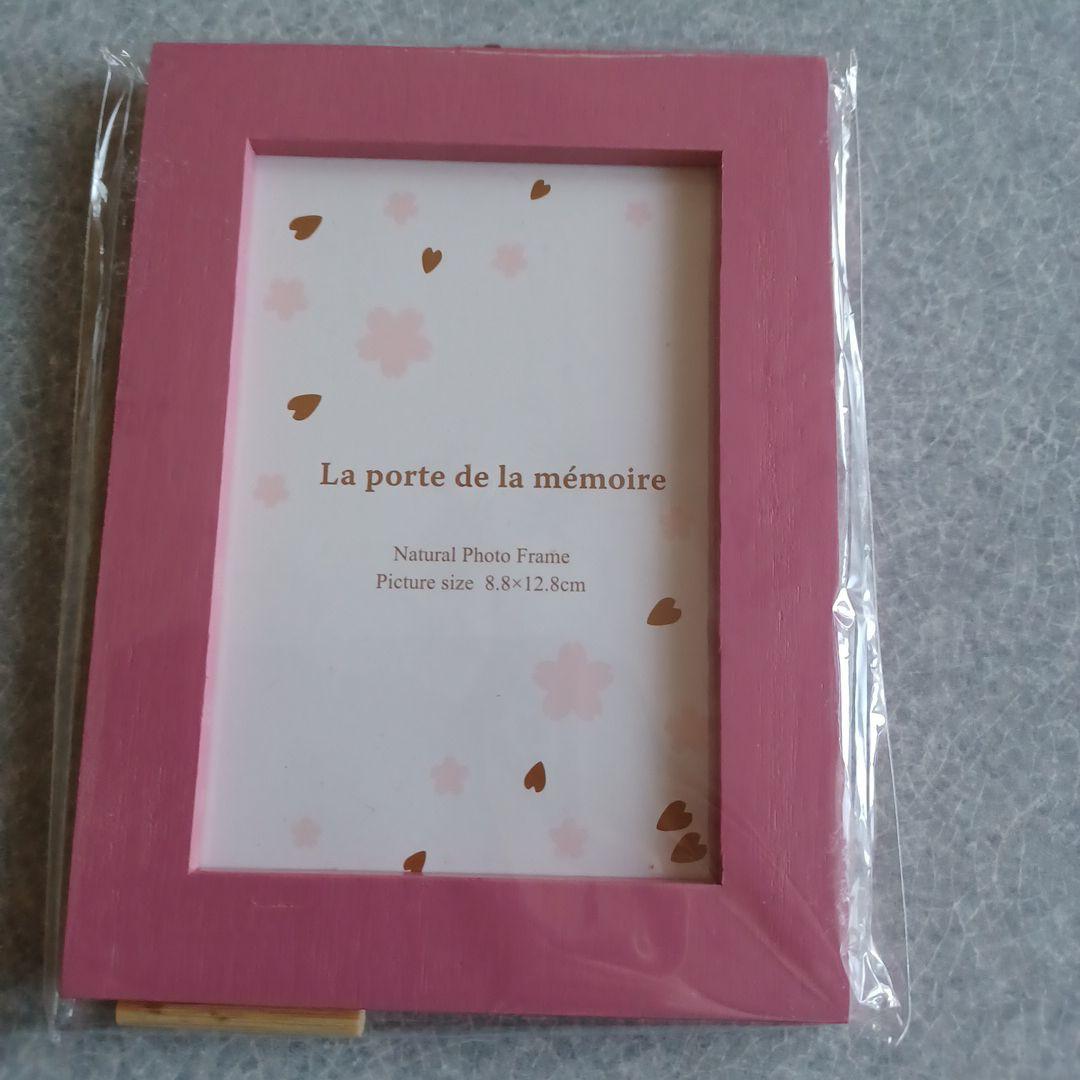 La porte de la mémoire
Natural Photo Frame
Picture size 8.8×12.8cm